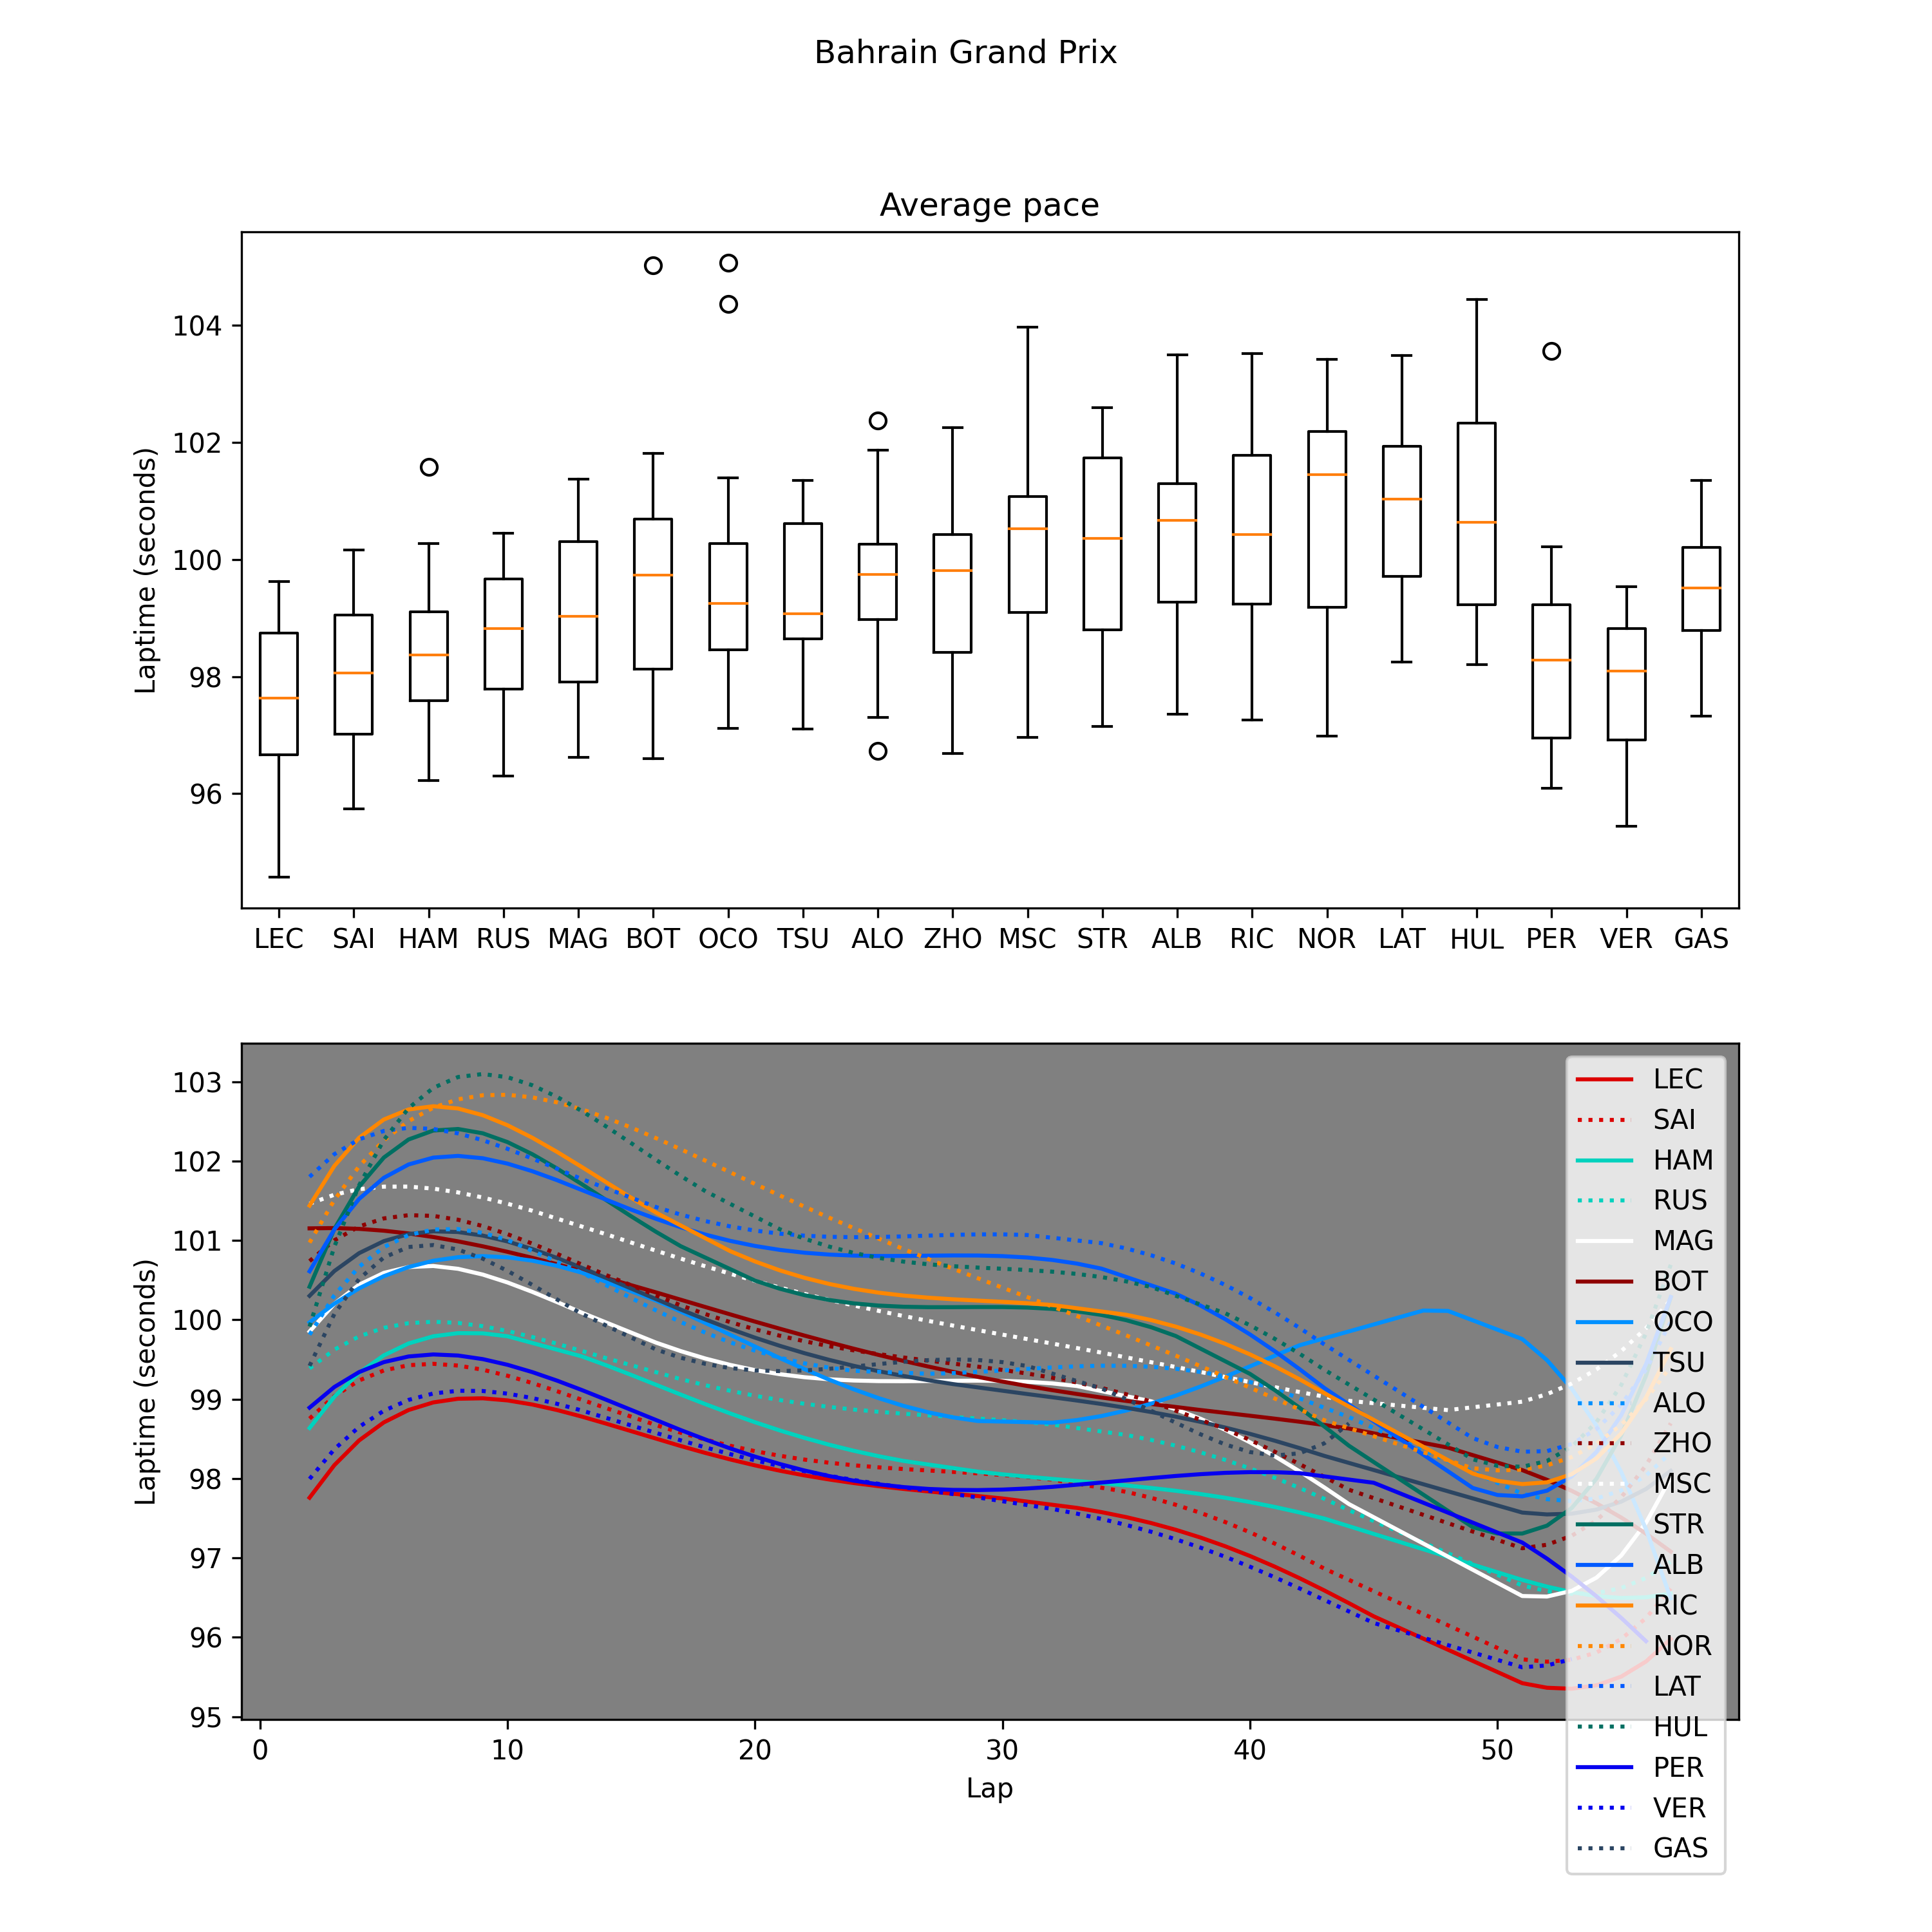 Bahrain Grand Prix
Average pace
Laptime (seconds)
104
102
100
98
96
LEC SAI HAM RUS MAG BOT OCO TSU ALO ZHO MSC STR ALB RIC NOR LAT HUL PER VER GAS
Laptime (seconds)
103
102
101
100
99
98
97
96
95
0 10 20 30 40 50
Lap
LEC
SAI
HAM
RUS
MAG
BOT
OCO
TSU
ALO
ZHO
MSC
STR
ALB
RIC
NOR
LAT
HUL
PER
VER
GAS